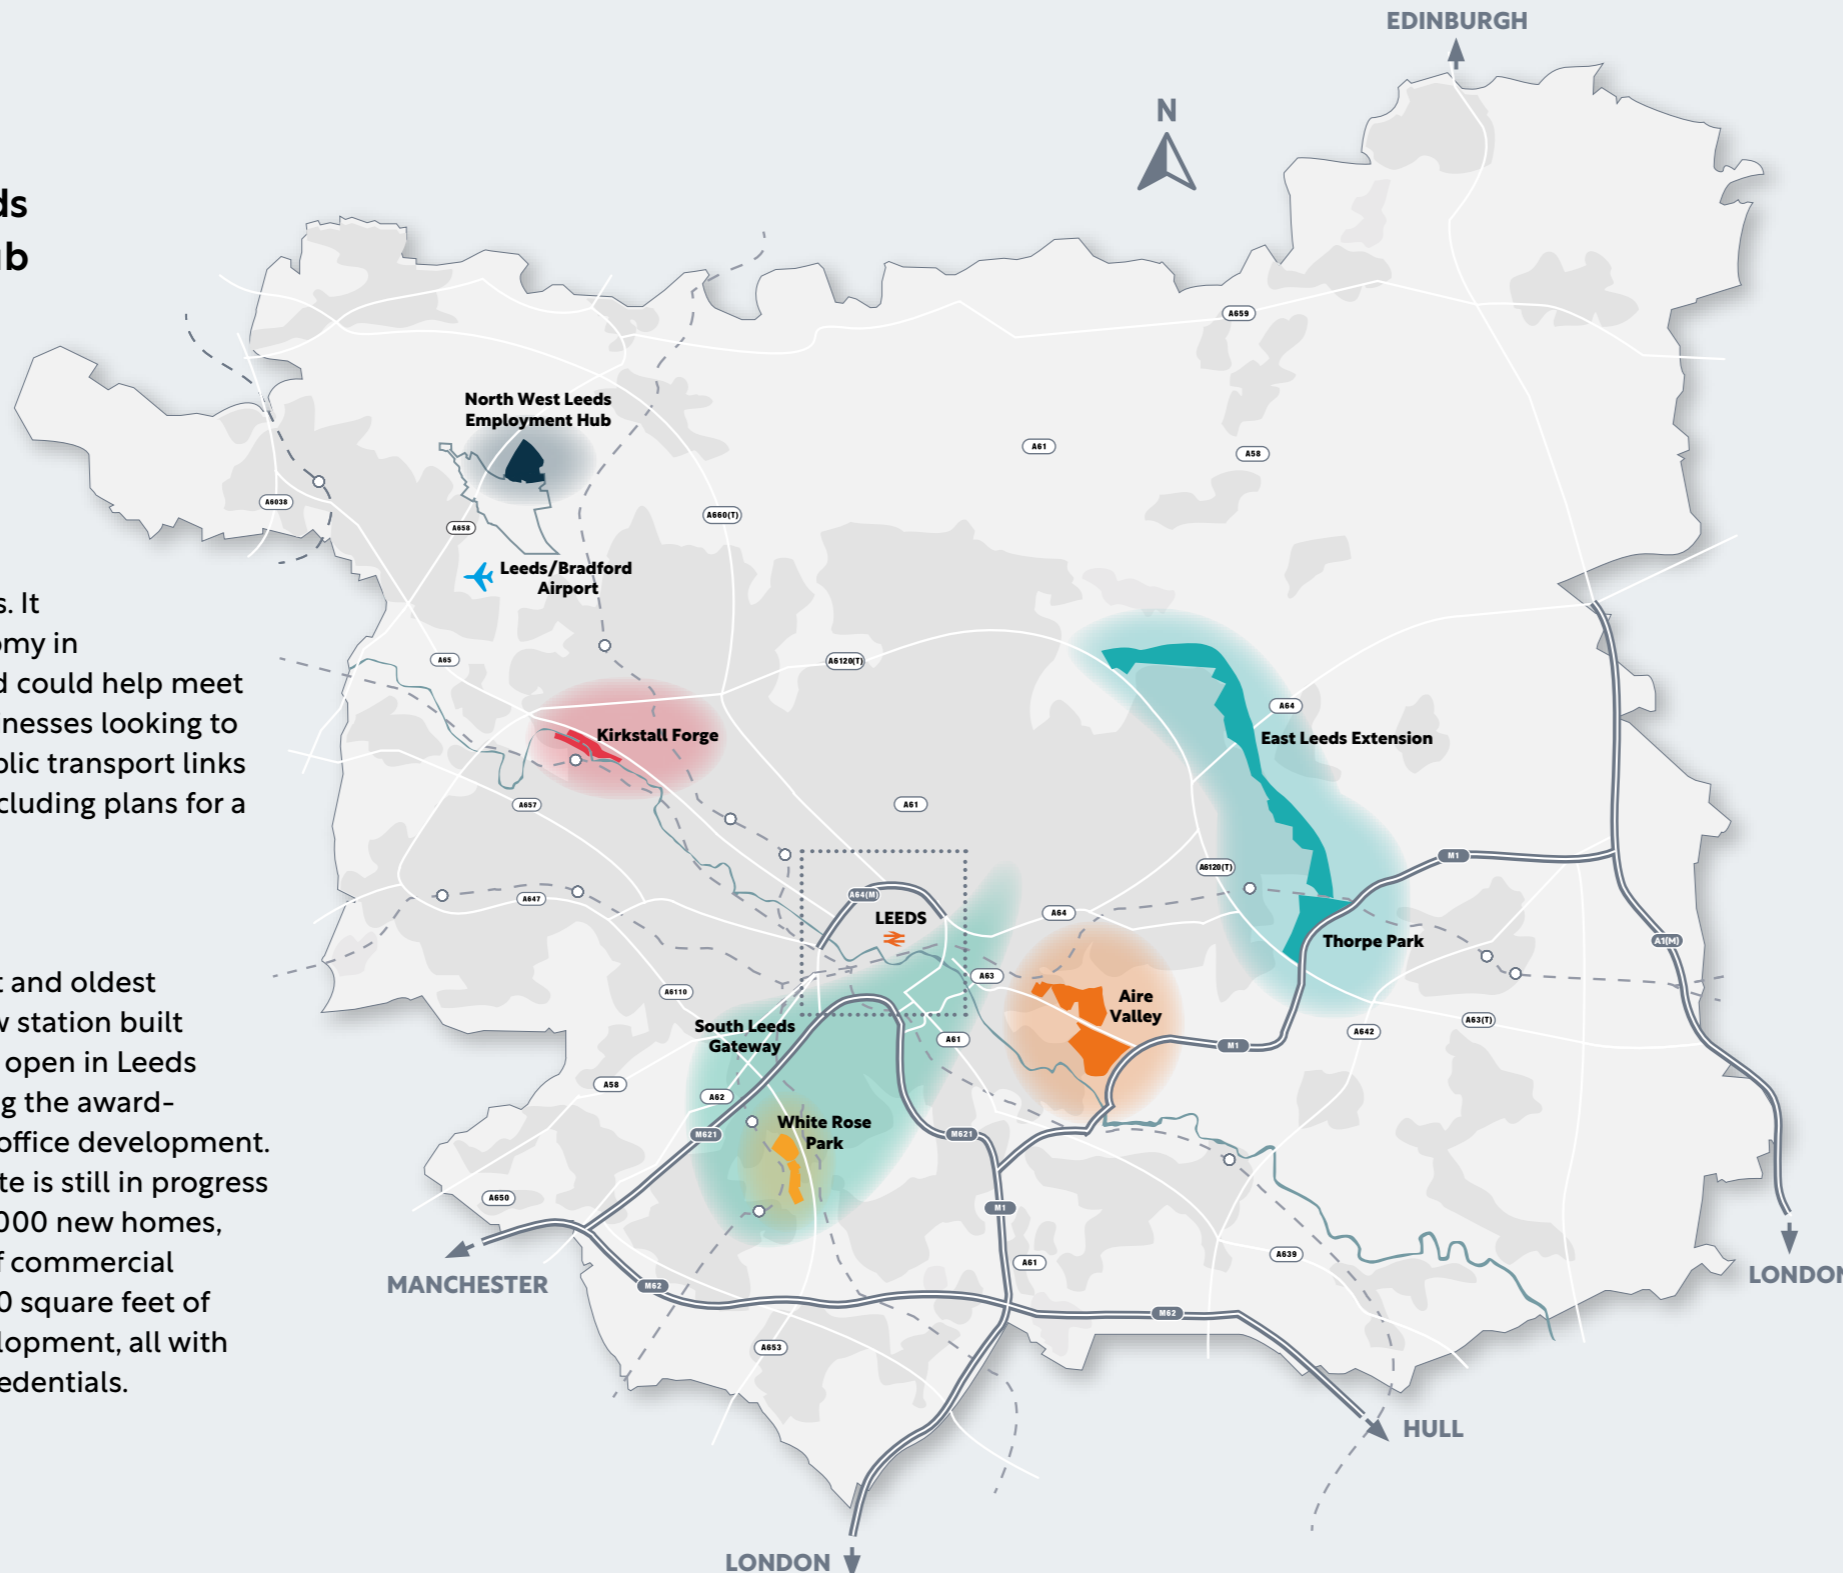 EDINBURGH
N
ds
ub
A659
North West Leeds
Employment Hub
A61
A58
A6038
A658
A660(T)
Leeds/Bradford
Airport
s. It
omy in
d could help meet
inesses looking to
blic transport links
cluding plans for a
A65
A6120(T)
A64
Kirkstall Forge
East Leeds Extension
A657
A61
A6120(T)
M1
A64(M)
A647
LEEDS
A64
Thorpe Park
A1(M)
t and oldest
w station built
open in Leeds
g the award-
office development.
te is still in progress
000 new homes,
f commercial
0 square feet of
lopment, all with
edentials.
A63
A6110
Aire
Valley
South Leeds
Gateway
A61
A642
A63(T)
M1
A58
A62
White Rose
Park
M621
M621
A650
M1
MANCHESTER
M62
A61
A639
LONDON
M62
A653
HULL
LONDON